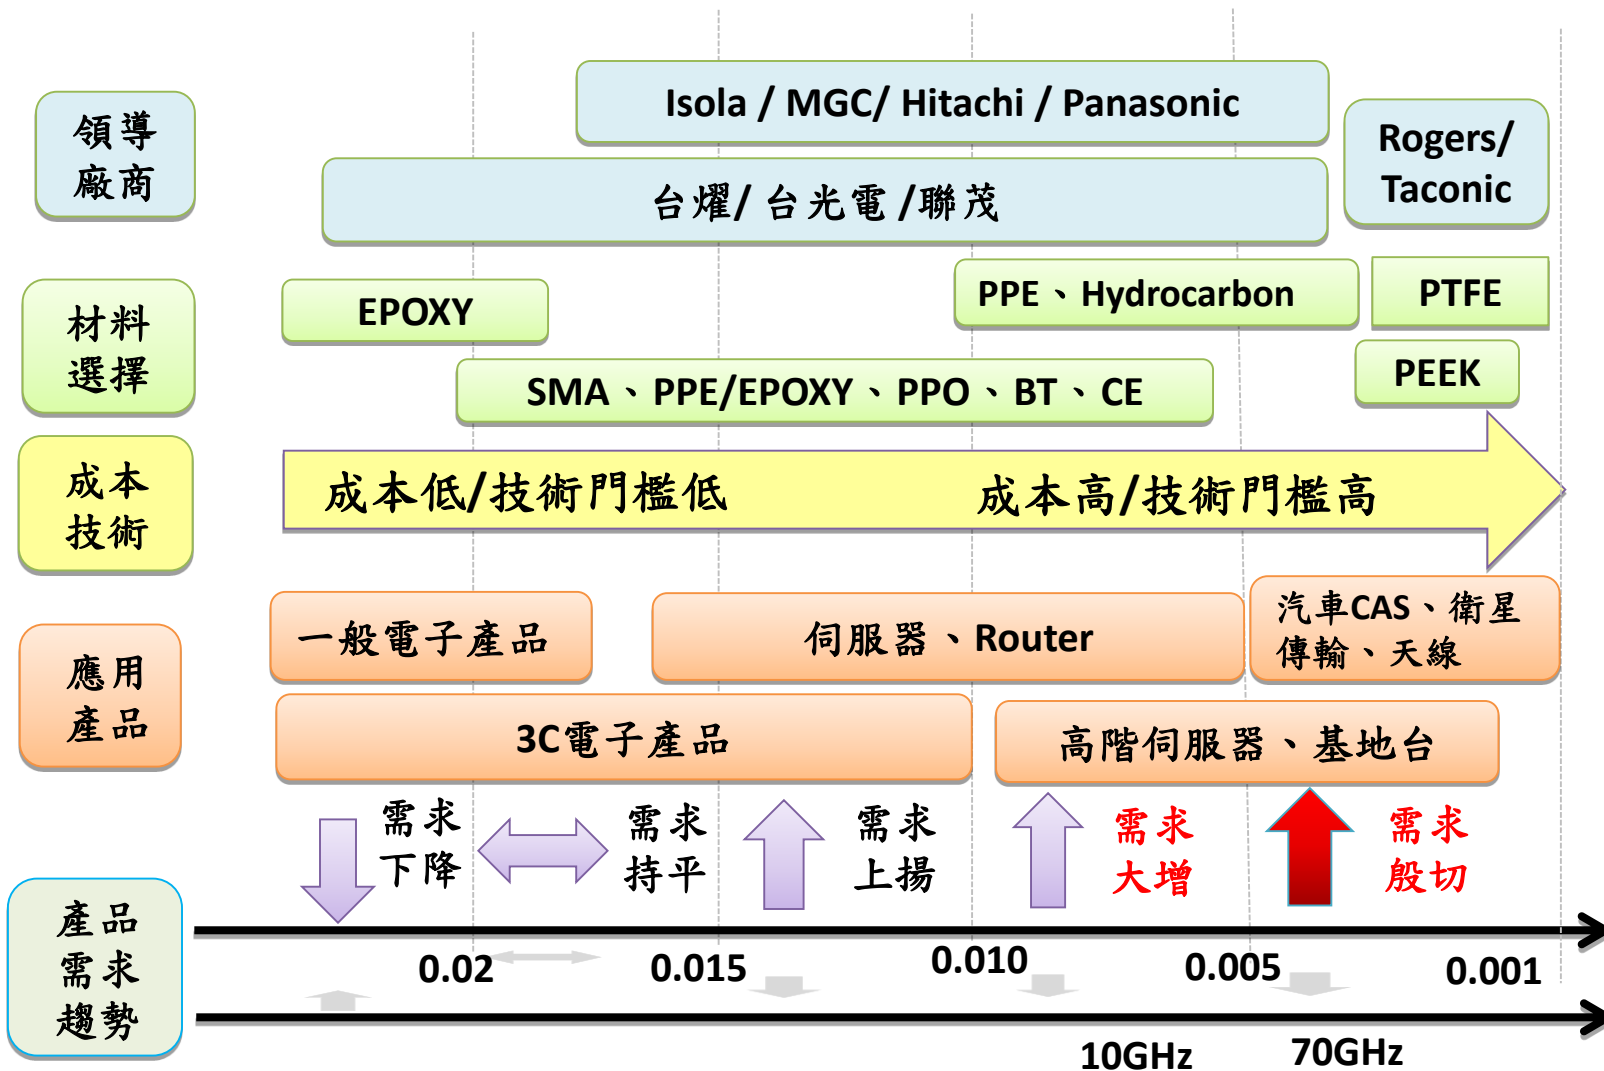 領導
廠商
Isola / MGC/ Hitachi / Panasonic
台燿/ 台光電 /聯茂
Rogers/
Taconic
材料
選擇
EPOXY
PPE、Hydrocarbon
PTFE
SMA、PPE/EPOXY、PPO、BT、CE
PEEK
成本
技術
成本低/技術門檻低
成本高/技術門檻高
應用
產品
一般電子產品
伺服器、Router
汽車CAS、衛星
傳輸、天線
3C電子產品
高階伺服器、基地台
需求
下降
需求
持平
需求
上揚
需求
大增
需求
殷切
產品
需求
趨勢
0.02
0.015
0.010
0.005
0.001
10GHz
70GHz